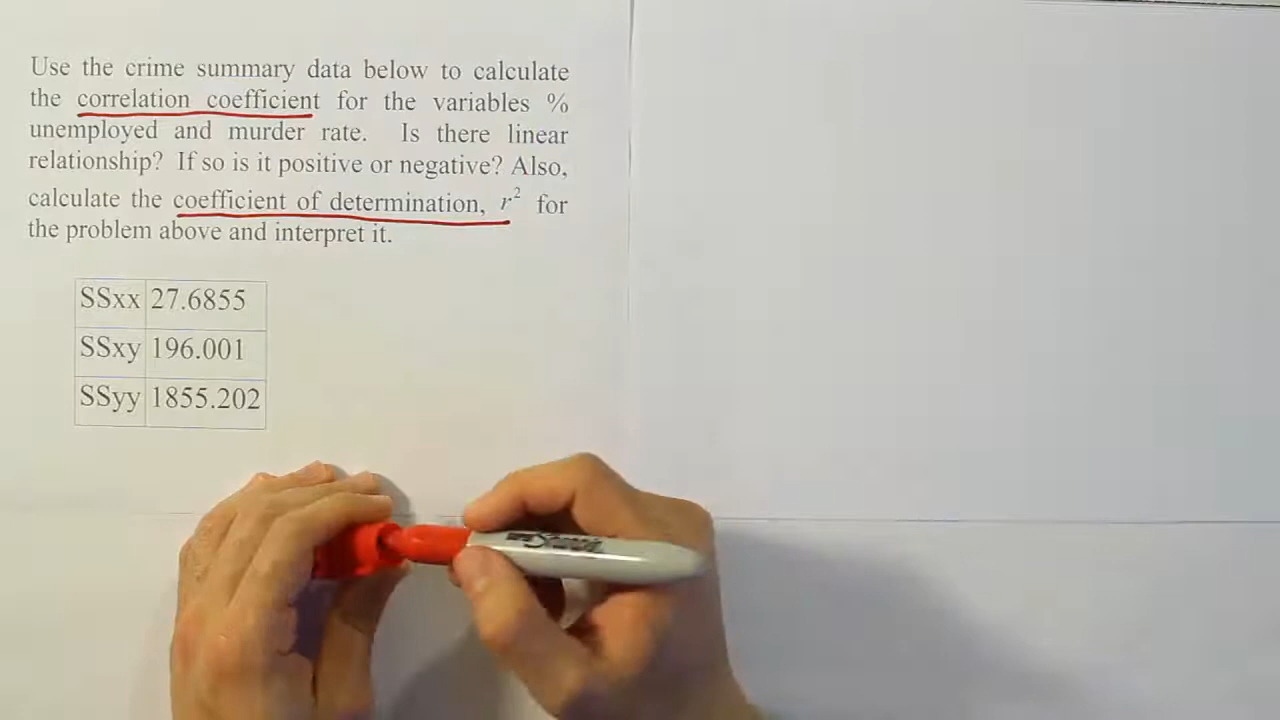 Use the crime summary data below to calculate
the correlation coefficient for the variables %
unemployed and murder rate. Is there linear
relationship? If so is it positive or negative? Also,
calculate the coefficient of determination, r² for
the problem above and interpret it.
SSxx 27.6855
SSxy 196.001
SSyy 1855.202